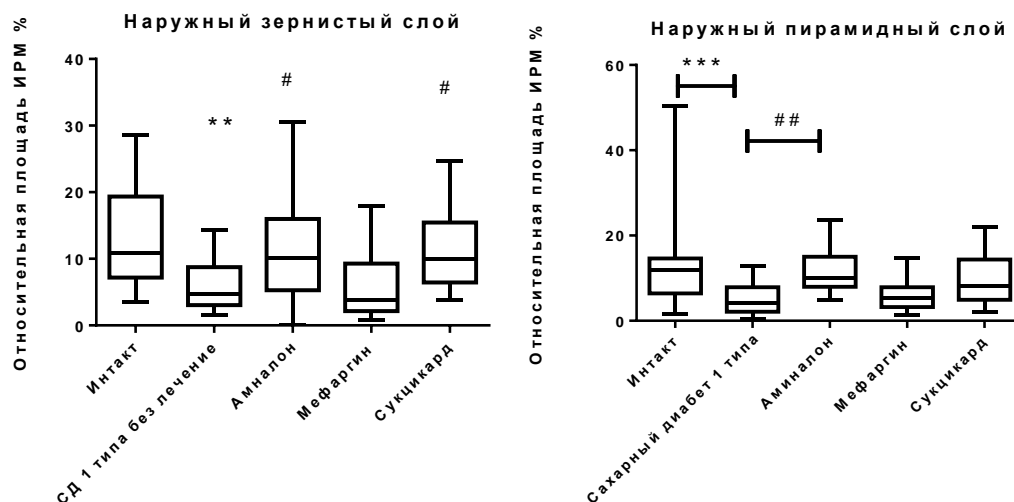 Наружный зернистый слой
Относительная площадь ИРМ %
40
30
20
10
0
**
#
#
Интакт
СД 1 типа без лечение
Амналон
Мефаргин
Сукцикард
Наружный пирамидный слой
Относительная площадь ИРМ %
60
40
20
0
***
##
Интакт
Сахарный диабет 1 типа
Аминалон
Мефаргин
Сукцикард